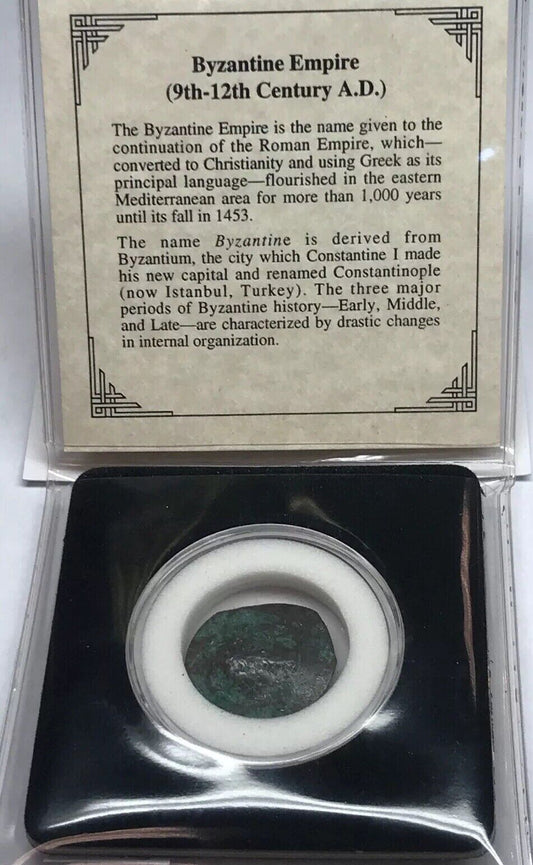 Byzantine Empire
(9th-12th Century A.D.)
The Byzantine Empire is the name given to the
continuation of the Roman Empire, which—
converted to Christianity and using Greek as its
principal language—flourished in the eastern
Mediterranean area for more than 1,000 years
until its fall in 1453.
The name Byzantine is derived from
Byzantium, the city which Constantine I made
his new capital and renamed Constantinople
(now Istanbul, Turkey). The three major
periods of Byzantine history—Early, Middle,
and Late—are characterized by drastic changes
in internal organization.